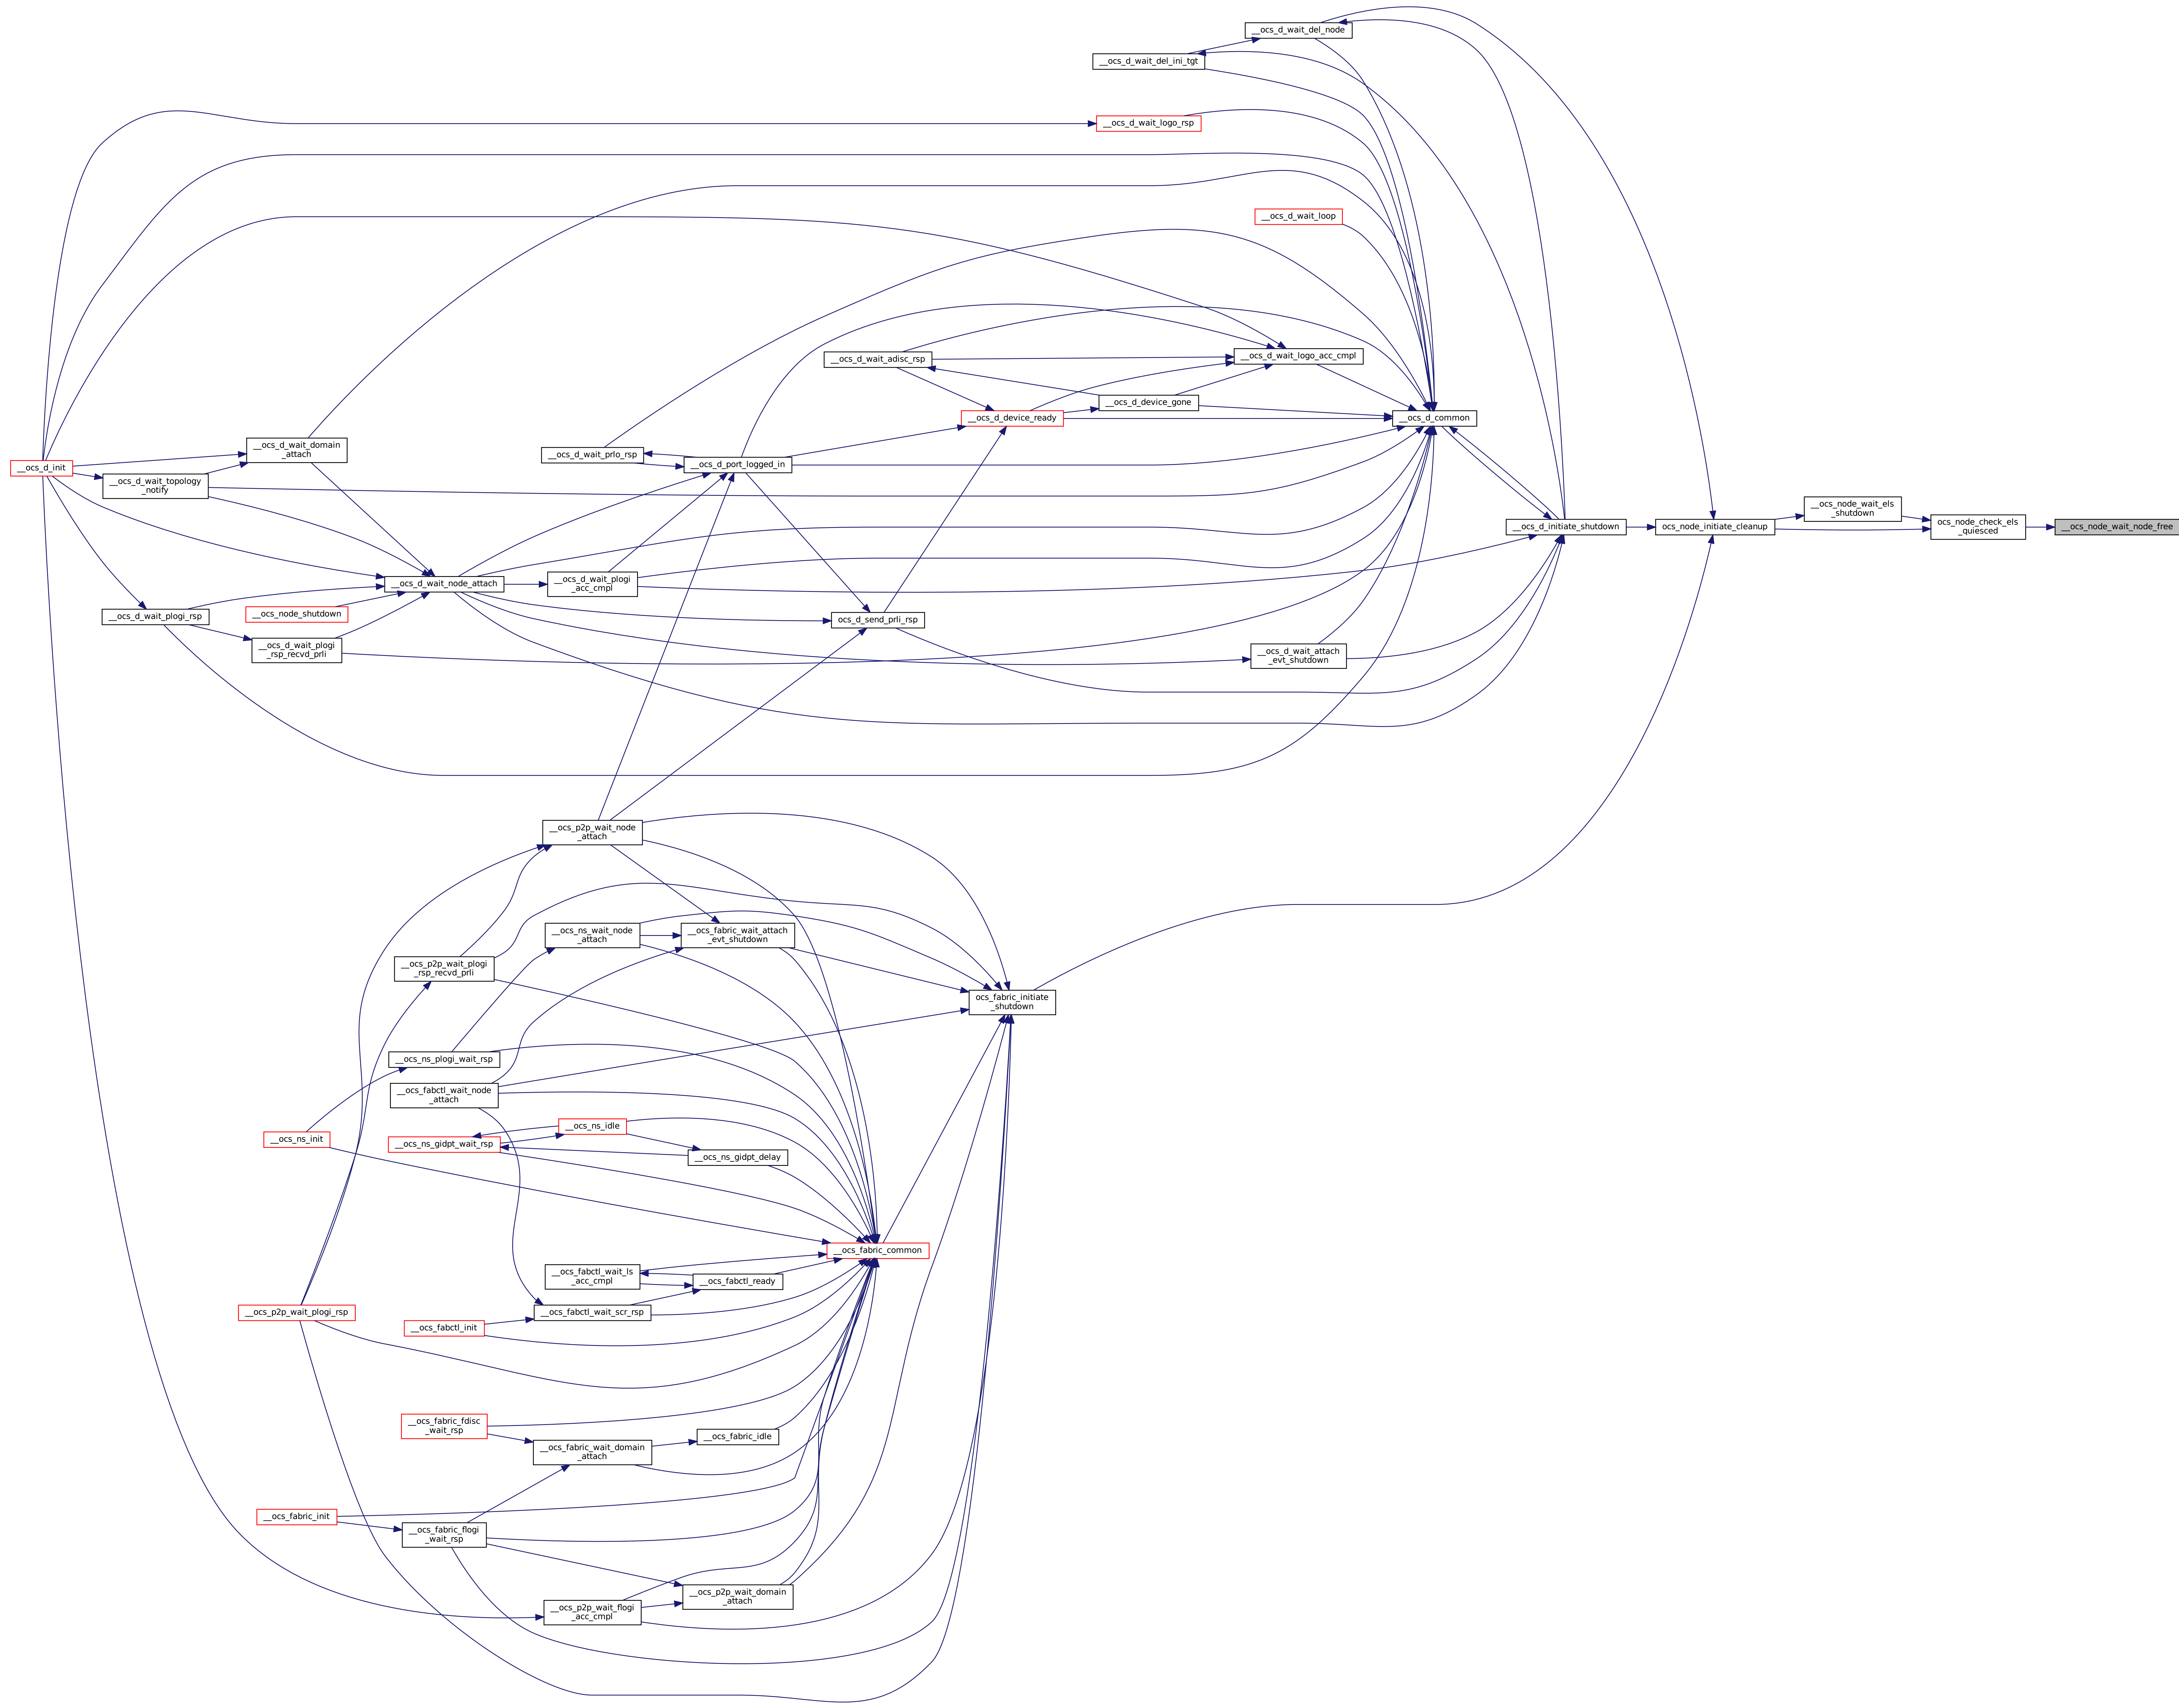 __ocs_d_wait_del_node
__ocs_d_wait_del_ini_tgt
__ocs_d_wait_logo_rsp
__ocs_d_wait_loop
__ocs_d_wait_logo_acc_cmpl
__ocs_d_wait_adisc_rsp
__ocs_d_device_gone
__ocs_d_device_ready
__ocs_d_common
__ocs_d_wait_domain
_attach
__ocs_d_wait_prlo_rsp
__ocs_d_port_logged_in
__ocs_d_init
__ocs_d_wait_topology
_notify
__ocs_d_initiate_shutdown
ocs_node_initiate_cleanup
__ocs_node_wait_els
_shutdown
ocs_node_check_els
_quiesced
__ocs_node_wait_node_free
__ocs_d_wait_node_attach
__ocs_d_wait_plogi
_acc_cmpl
__ocs_d_wait_plogi_rsp
__ocs_node_shutdown
ocs_d_send_prli_rsp
__ocs_d_wait_plogi
_rsp_recvd_prli
__ocs_d_wait_attach
_evt_shutdown
__ocs_p2p_wait_node
_attach
__ocs_ns_wait_node
_attach
__ocs_fabric_wait_attach
_evt_shutdown
__ocs_p2p_wait_plogi
_rsp_recvd_prli
ocs_fabric_initiate
_shutdown
__ocs_ns_plogi_wait_rsp
__ocs_fabctl_wait_node
_attach
__ocs_ns_idle
__ocs_ns_init
__ocs_ns_gidpt_wait_rsp
__ocs_ns_gidpt_delay
__ocs_fabric_common
__ocs_fabctl_wait_ls
_acc_cmpl
__ocs_fabctl_ready
__ocs_p2p_wait_plogi_rsp
__ocs_fabctl_wait_scr_rsp
__ocs_fabctl_init
__ocs_fabric_fdisc
_wait_rsp
__ocs_fabric_idle
__ocs_fabric_wait_domain
_attach
__ocs_fabric_init
__ocs_fabric_flogi
_wait_rsp
__ocs_p2p_wait_domain
_attach
__ocs_p2p_wait_flogi
_acc_cmpl